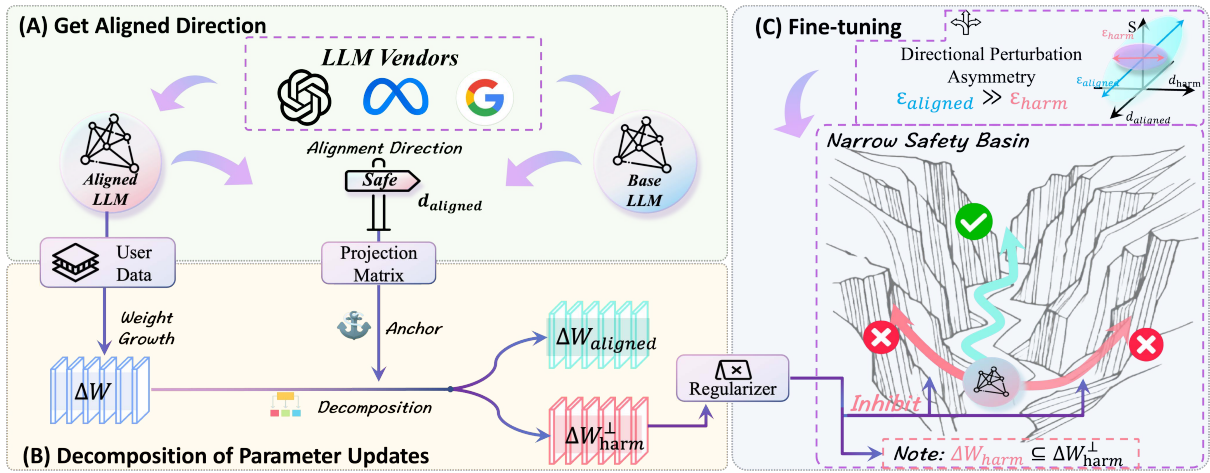 (A) Get Aligned Direction
LLM Vendors
Aligned
LLM
Alignment Direction
Safe
d_aligned
Base
LLM
User
Data
Projection
Matrix
Weight
Growth
Anchor
ΔW
Decomposition
ΔW_aligned
ΔW_harm^⊥
Regularizer
(B) Decomposition of Parameter Updates
(C) Fine-tuning
Directional Perturbation
Asymmetry
ε_aligned ≫ ε_harm
S
ε_harm
ε_aligned
d_harm
d_aligned
Narrow Safety Basin
Inhibit
Note: ΔW_harm ⊆ ΔW_harm^⊥